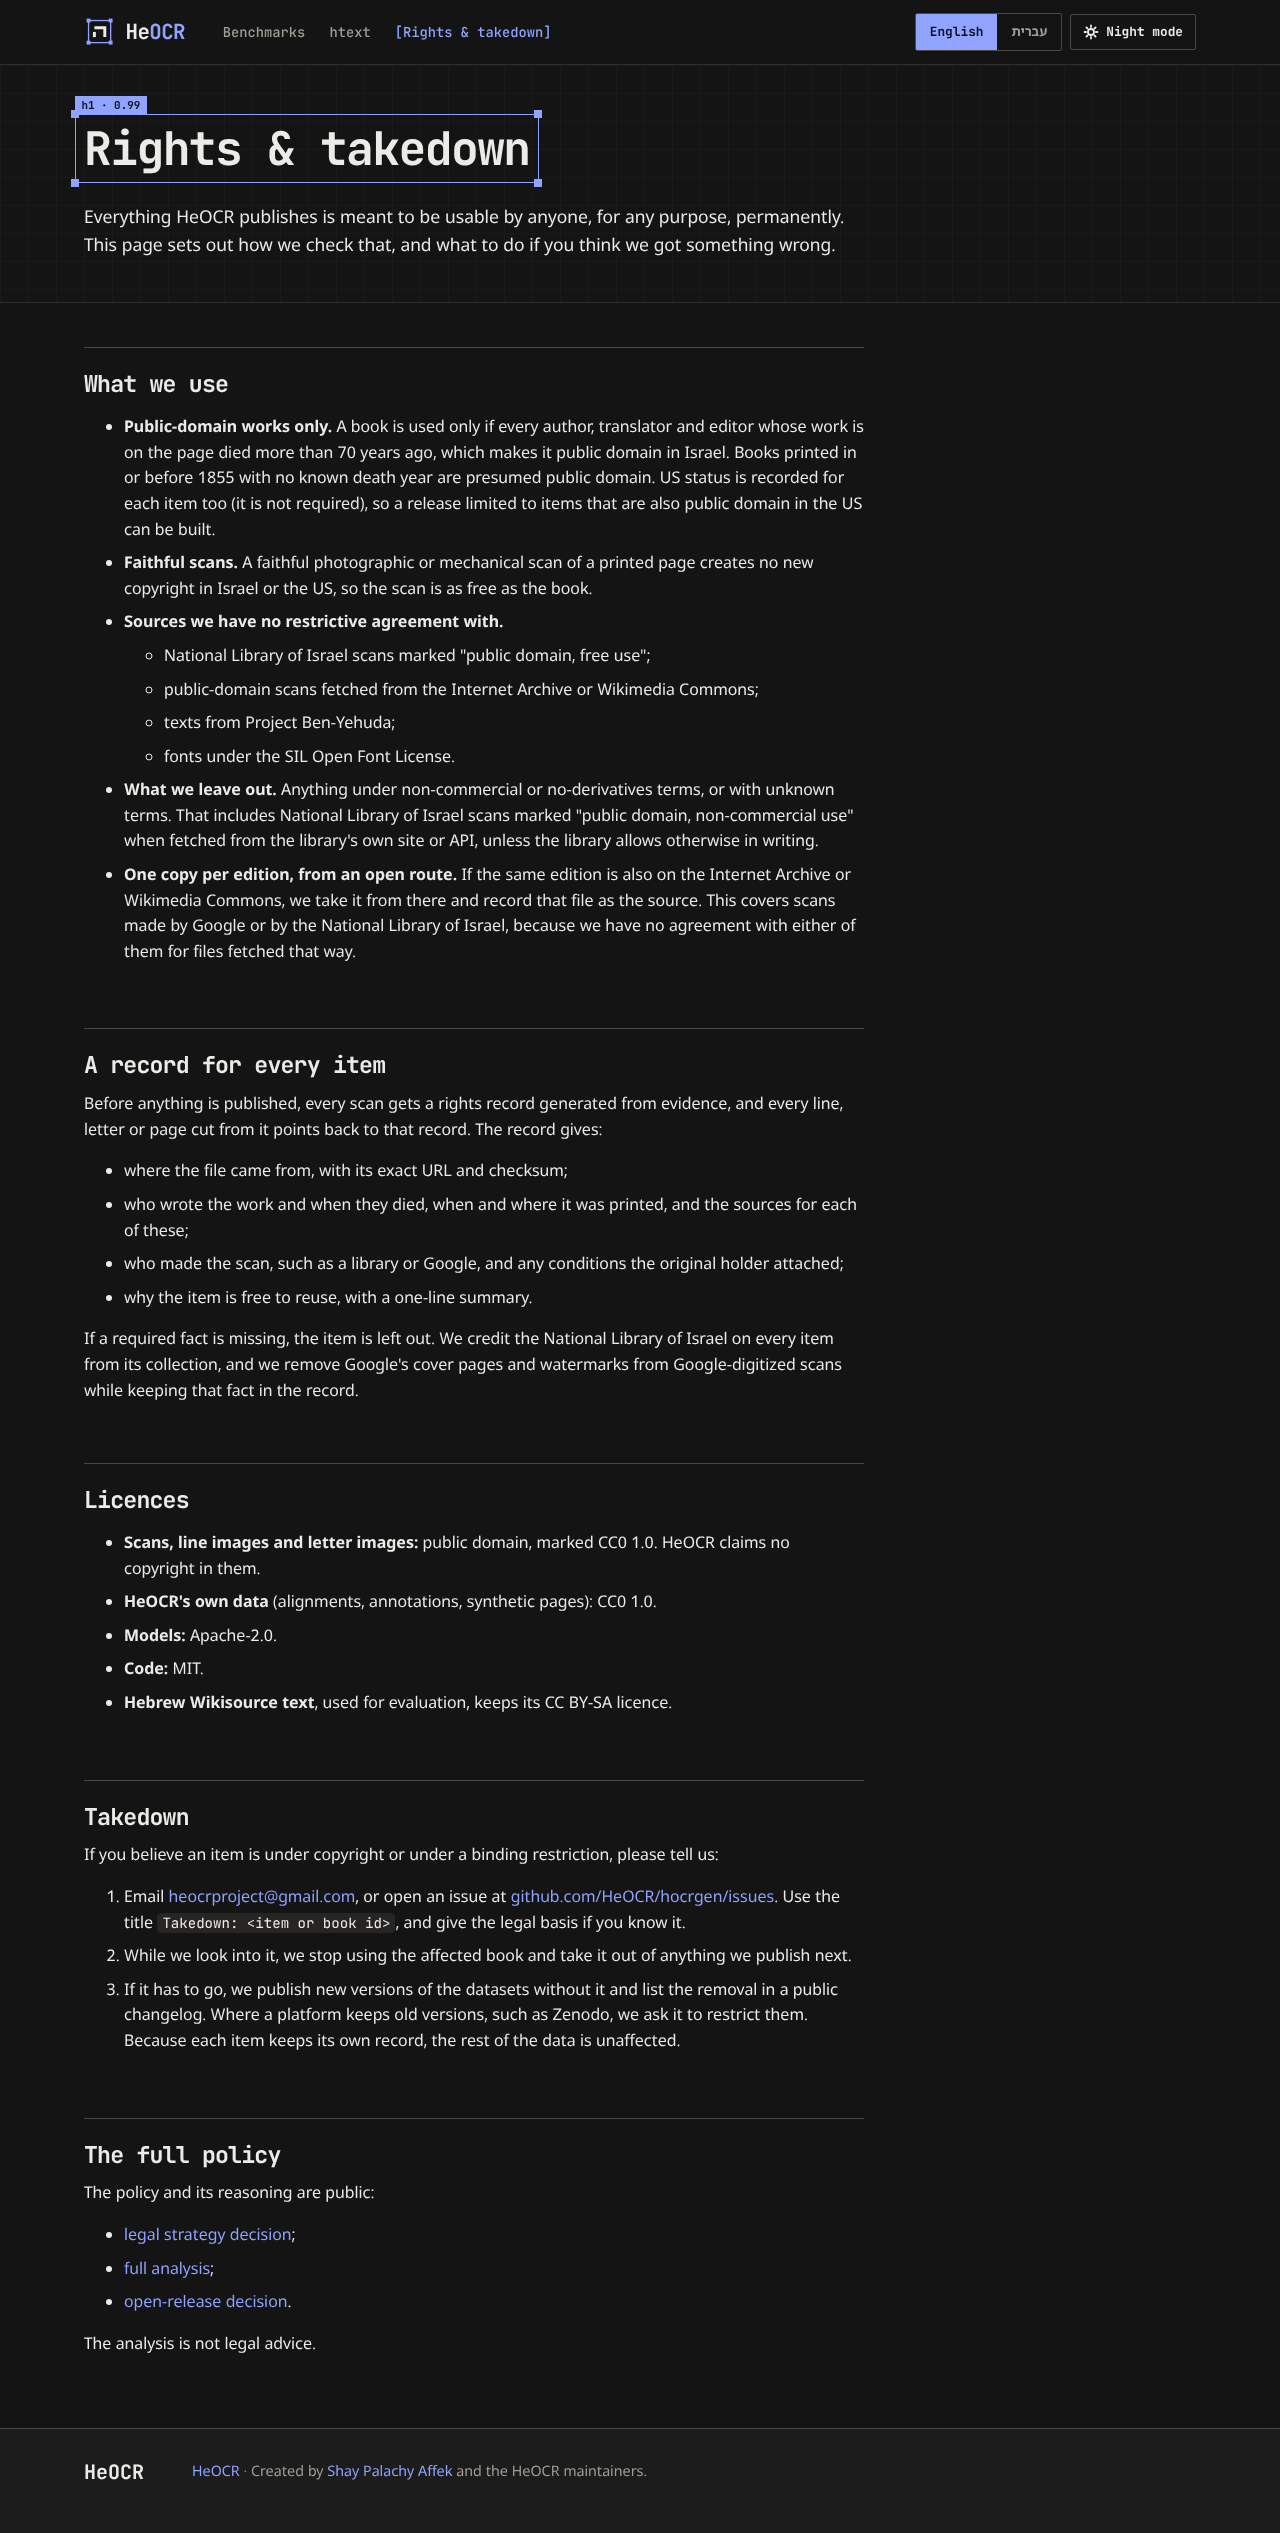 HeOCR
Benchmarks
htext
[Rights & takedown]
English
עברית
Night mode
h1 · 0.99
Rights & takedown
Everything HeOCR publishes is meant to be usable by anyone, for any purpose, permanently.
This page sets out how we check that, and what to do if you think we got something wrong.
What we use
• Public-domain works only. A book is used only if every author, translator and editor whose work is
on the page died more than 70 years ago, which makes it public domain in Israel. Books printed in
or before 1855 with no known death year are presumed public domain. US status is recorded for
each item too (it is not required), so a release limited to items that are also public domain in the US
can be built.
• Faithful scans. A faithful photographic or mechanical scan of a printed page creates no new
copyright in Israel or the US, so the scan is as free as the book.
• Sources we have no restrictive agreement with.
◦ National Library of Israel scans marked "public domain, free use";
◦ public-domain scans fetched from the Internet Archive or Wikimedia Commons;
◦ texts from Project Ben-Yehuda;
◦ fonts under the SIL Open Font License.
• What we leave out. Anything under non-commercial or no-derivatives terms, or with unknown
terms. That includes National Library of Israel scans marked "public domain, non-commercial use"
when fetched from the library's own site or API, unless the library allows otherwise in writing.
• One copy per edition, from an open route. If the same edition is also on the Internet Archive or
Wikimedia Commons, we take it from there and record that file as the source. This covers scans
made by Google or by the National Library of Israel, because we have no agreement with either of
them for files fetched that way.
A record for every item
Before anything is published, every scan gets a rights record generated from evidence, and every line,
letter or page cut from it points back to that record. The record gives:
• where the file came from, with its exact URL and checksum;
• who wrote the work and when they died, when and where it was printed, and the sources for each
of these;
• who made the scan, such as a library or Google, and any conditions the original holder attached;
• why the item is free to reuse, with a one-line summary.
If a required fact is missing, the item is left out. We credit the National Library of Israel on every item
from its collection, and we remove Google's cover pages and watermarks from Google-digitized scans
while keeping that fact in the record.
Licences
• Scans, line images and letter images: public domain, marked CC0 1.0. HeOCR claims no
copyright in them.
• HeOCR's own data (alignments, annotations, synthetic pages): CC0 1.0.
• Models: Apache-2.0.
• Code: MIT.
• Hebrew Wikisource text, used for evaluation, keeps its CC BY-SA licence.
Takedown
If you believe an item is under copyright or under a binding restriction, please tell us:
1. Email heocrproject@gmail.com, or open an issue at github.com/HeOCR/hocrgen/issues. Use the
title Takedown: <item or book id>, and give the legal basis if you know it.
2. While we look into it, we stop using the affected book and take it out of anything we publish next.
3. If it has to go, we publish new versions of the datasets without it and list the removal in a public
changelog. Where a platform keeps old versions, such as Zenodo, we ask it to restrict them.
Because each item keeps its own record, the rest of the data is unaffected.
The full policy
The policy and its reasoning are public:
• legal strategy decision;
• full analysis;
• open-release decision.
The analysis is not legal advice.
HeOCR
HeOCR · Created by Shay Palachy Affek and the HeOCR maintainers.